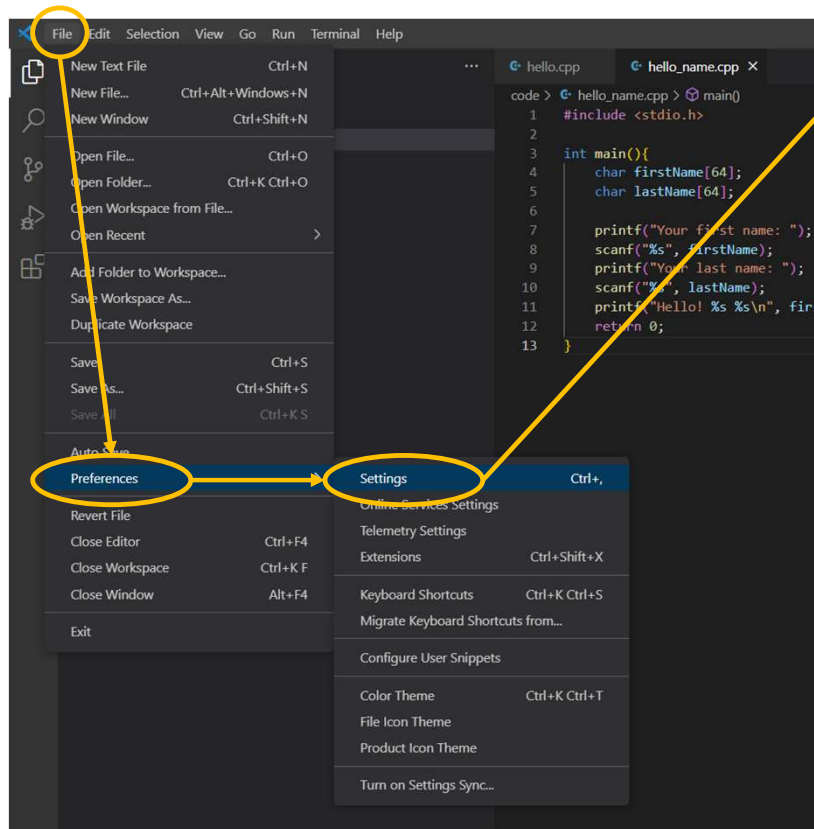 File Edit Selection View Go Run Terminal Help
New Text File Ctrl+N
New File... Ctrl+Alt+Windows+N
New Window Ctrl+Shift+N
Open File... Ctrl+O
Open Folder... Ctrl+K Ctrl+O
Open Workspace from File...
Open Recent
Add Folder to Workspace...
Save Workspace As...
Duplicate Workspace
Save Ctrl+S
Save As... Ctrl+Shift+S
Save All Ctrl+K S
Auto Save
Preferences
Revert File
Close Editor Ctrl+F4
Close Workspace Ctrl+K F
Close Window Alt+F4
Exit
Settings Ctrl+,
Online Services Settings
Telemetry Settings
Extensions Ctrl+Shift+X
Keyboard Shortcuts Ctrl+K Ctrl+S
Migrate Keyboard Shortcuts from...
Configure User Snippets
Color Theme Ctrl+K Ctrl+T
File Icon Theme
Product Icon Theme
Turn on Settings Sync...
hello.cpp hello_name.cpp
code > hello_name.cpp > main()
1 #include <stdio.h>
2
3 int main(){
4 char firstName[64];
5 char lastName[64];
6
7 printf("Your first name: ");
8 scanf("%s", firstName);
9 printf("Your last name: ");
10 scanf("%s", lastName);
11 printf("Hello! %s %s\n", fir
12 return 0;
13 }